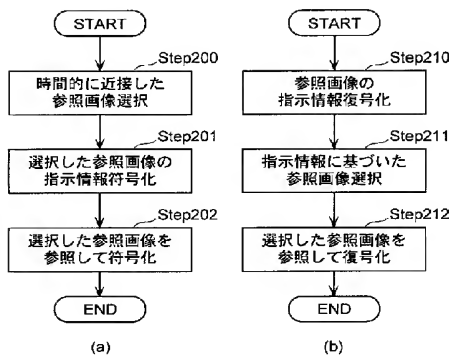 START
Step200
時間的に近接した
参照画像選択
Step201
選択した参照画像の
指示情報符号化
Step202
選択した参照画像を
参照して符号化
END
(a)
START
Step210
参照画像の
指示情報復号化
Step211
指示情報に基づいた
参照画像選択
Step212
選択した参照画像を
参照して復号化
END
(b)